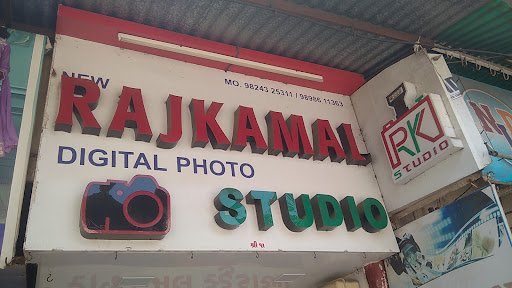 NEW
MO. 98243 25311 / 98986 11363
RAJKAMAL
DIGITAL PHOTO
STUDIO
RK
STUDIO